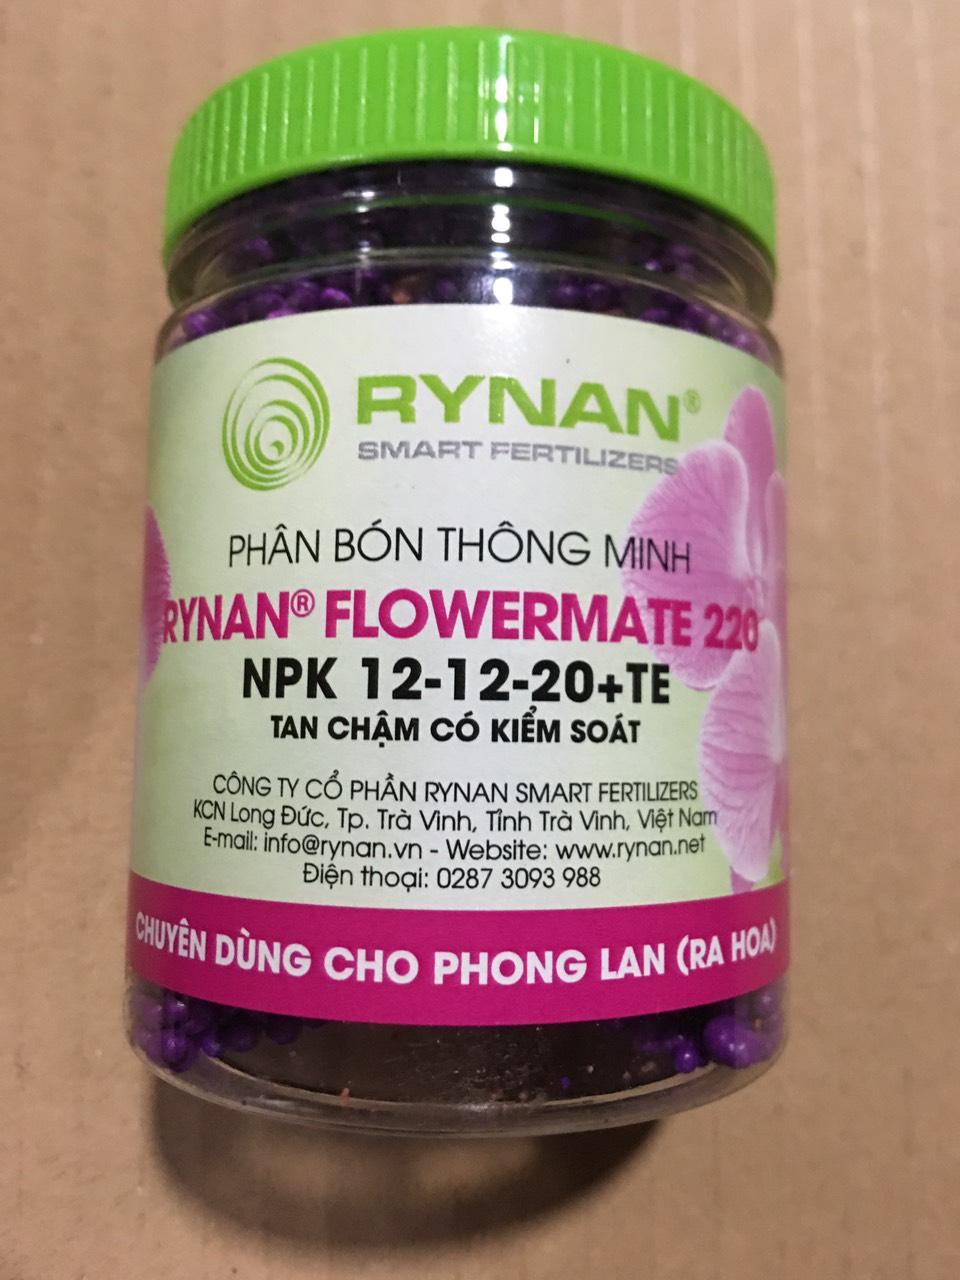 RYNAN®
SMART FERTILIZERS
PHÂN BÓN THÔNG MINH
RYNAN® FLOWERMATE 220
NPK 12-12-20+TE
TAN CHẬM CÓ KIỂM SOÁT
CÔNG TY CỔ PHẦN RYNAN SMART FERTILIZERS
KCN Long Đức, Tp. Trà Vinh, Tỉnh Trà Vinh, Việt Nam
E-mail: info@rynan.vn - Website: www.rynan.net
Điện thoại: 0287 3093 988
CHUYÊN DÙNG CHO PHONG LAN (RA HOA)